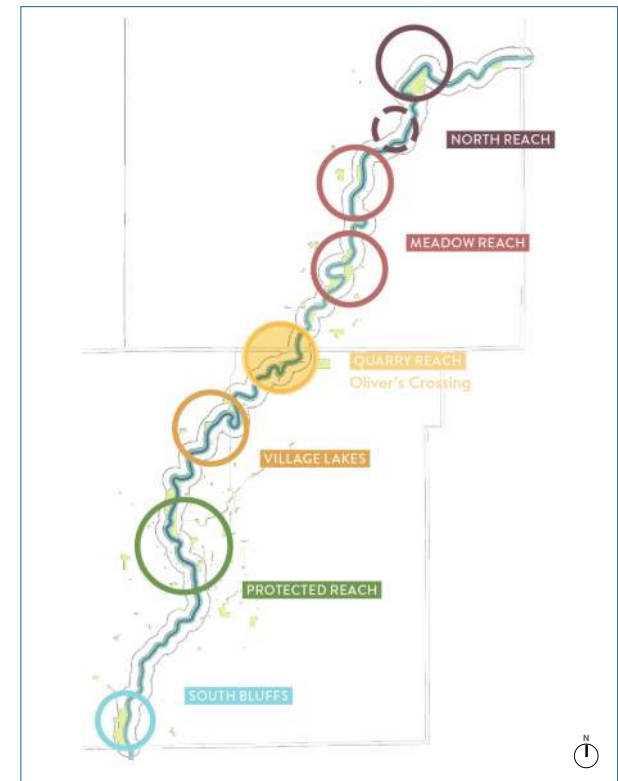 NORTH REACH
MEADOW REACH
QUARRY REACH
Oliver's Crossing
VILLAGE LAKES
PROTECTED REACH
SOUTH BLUFFS
N